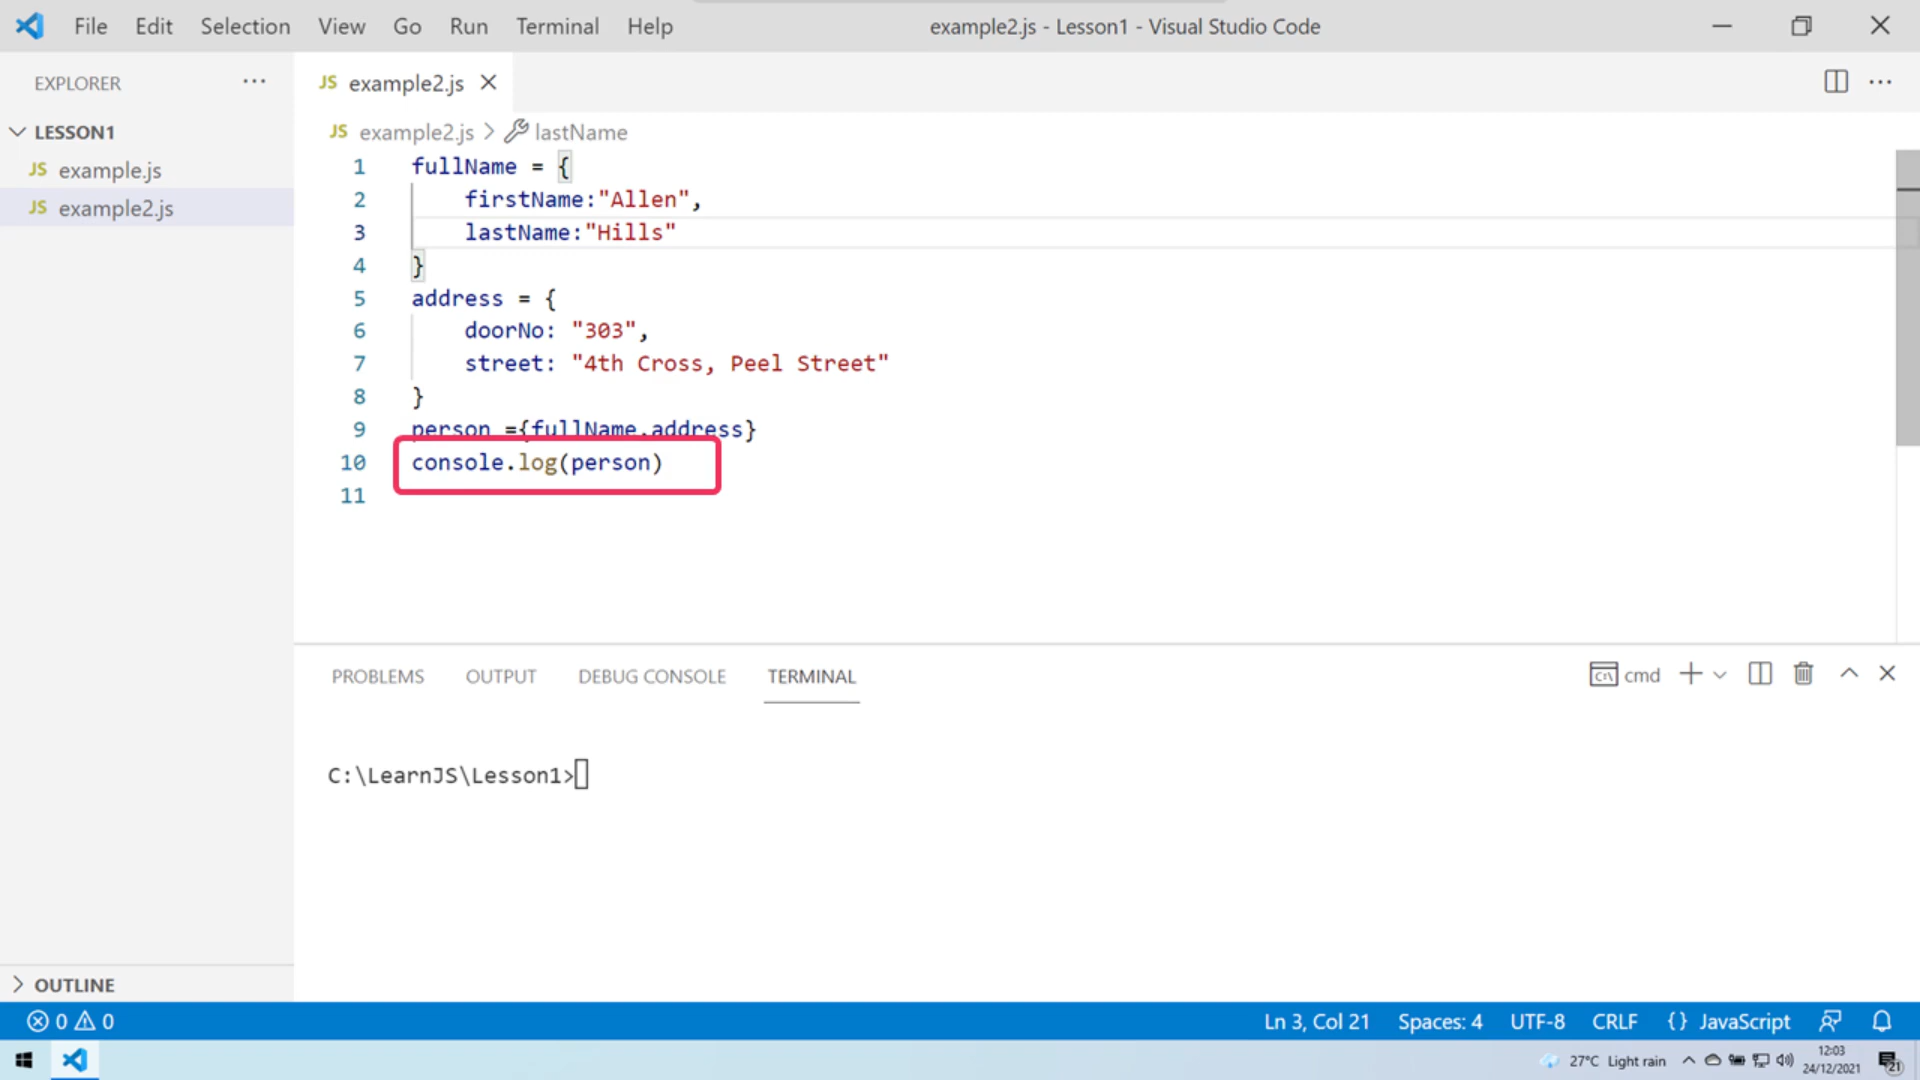 File Edit Selection View Go Run Terminal Help
example2.js - Lesson1 - Visual Studio Code
EXPLORER
LESSON1
JS example.js
JS example2.js
JS example2.js
JS example2.js > lastName
1 fullName = {
2 firstName:"Allen",
3 lastName:"Hills"
4 }
5 address = {
6 doorNo: "303",
7 street: "4th Cross, Peel Street"
8 }
9 person ={fullName,address}
10 console.log(person)
11
PROBLEMS OUTPUT DEBUG CONSOLE TERMINAL
cmd
C:\LearnJS\Lesson1>
OUTLINE
0 0
Ln 3, Col 21 Spaces: 4 UTF-8 CRLF {} JavaScript
27°C Light rain
12:03
24/12/2021
21